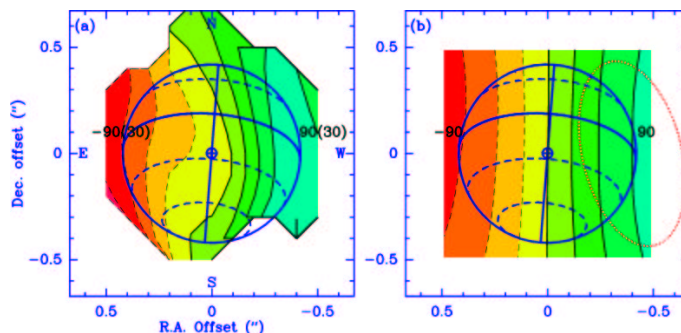 (a) N (b)
0.5 0.5
-90(30) 90(30) -90 90
0 E W 0
-0.5 -0.5
S
0.5 0 -0.5 0.5 0 -0.5
R.A. Offset (")
Dec. offset (")